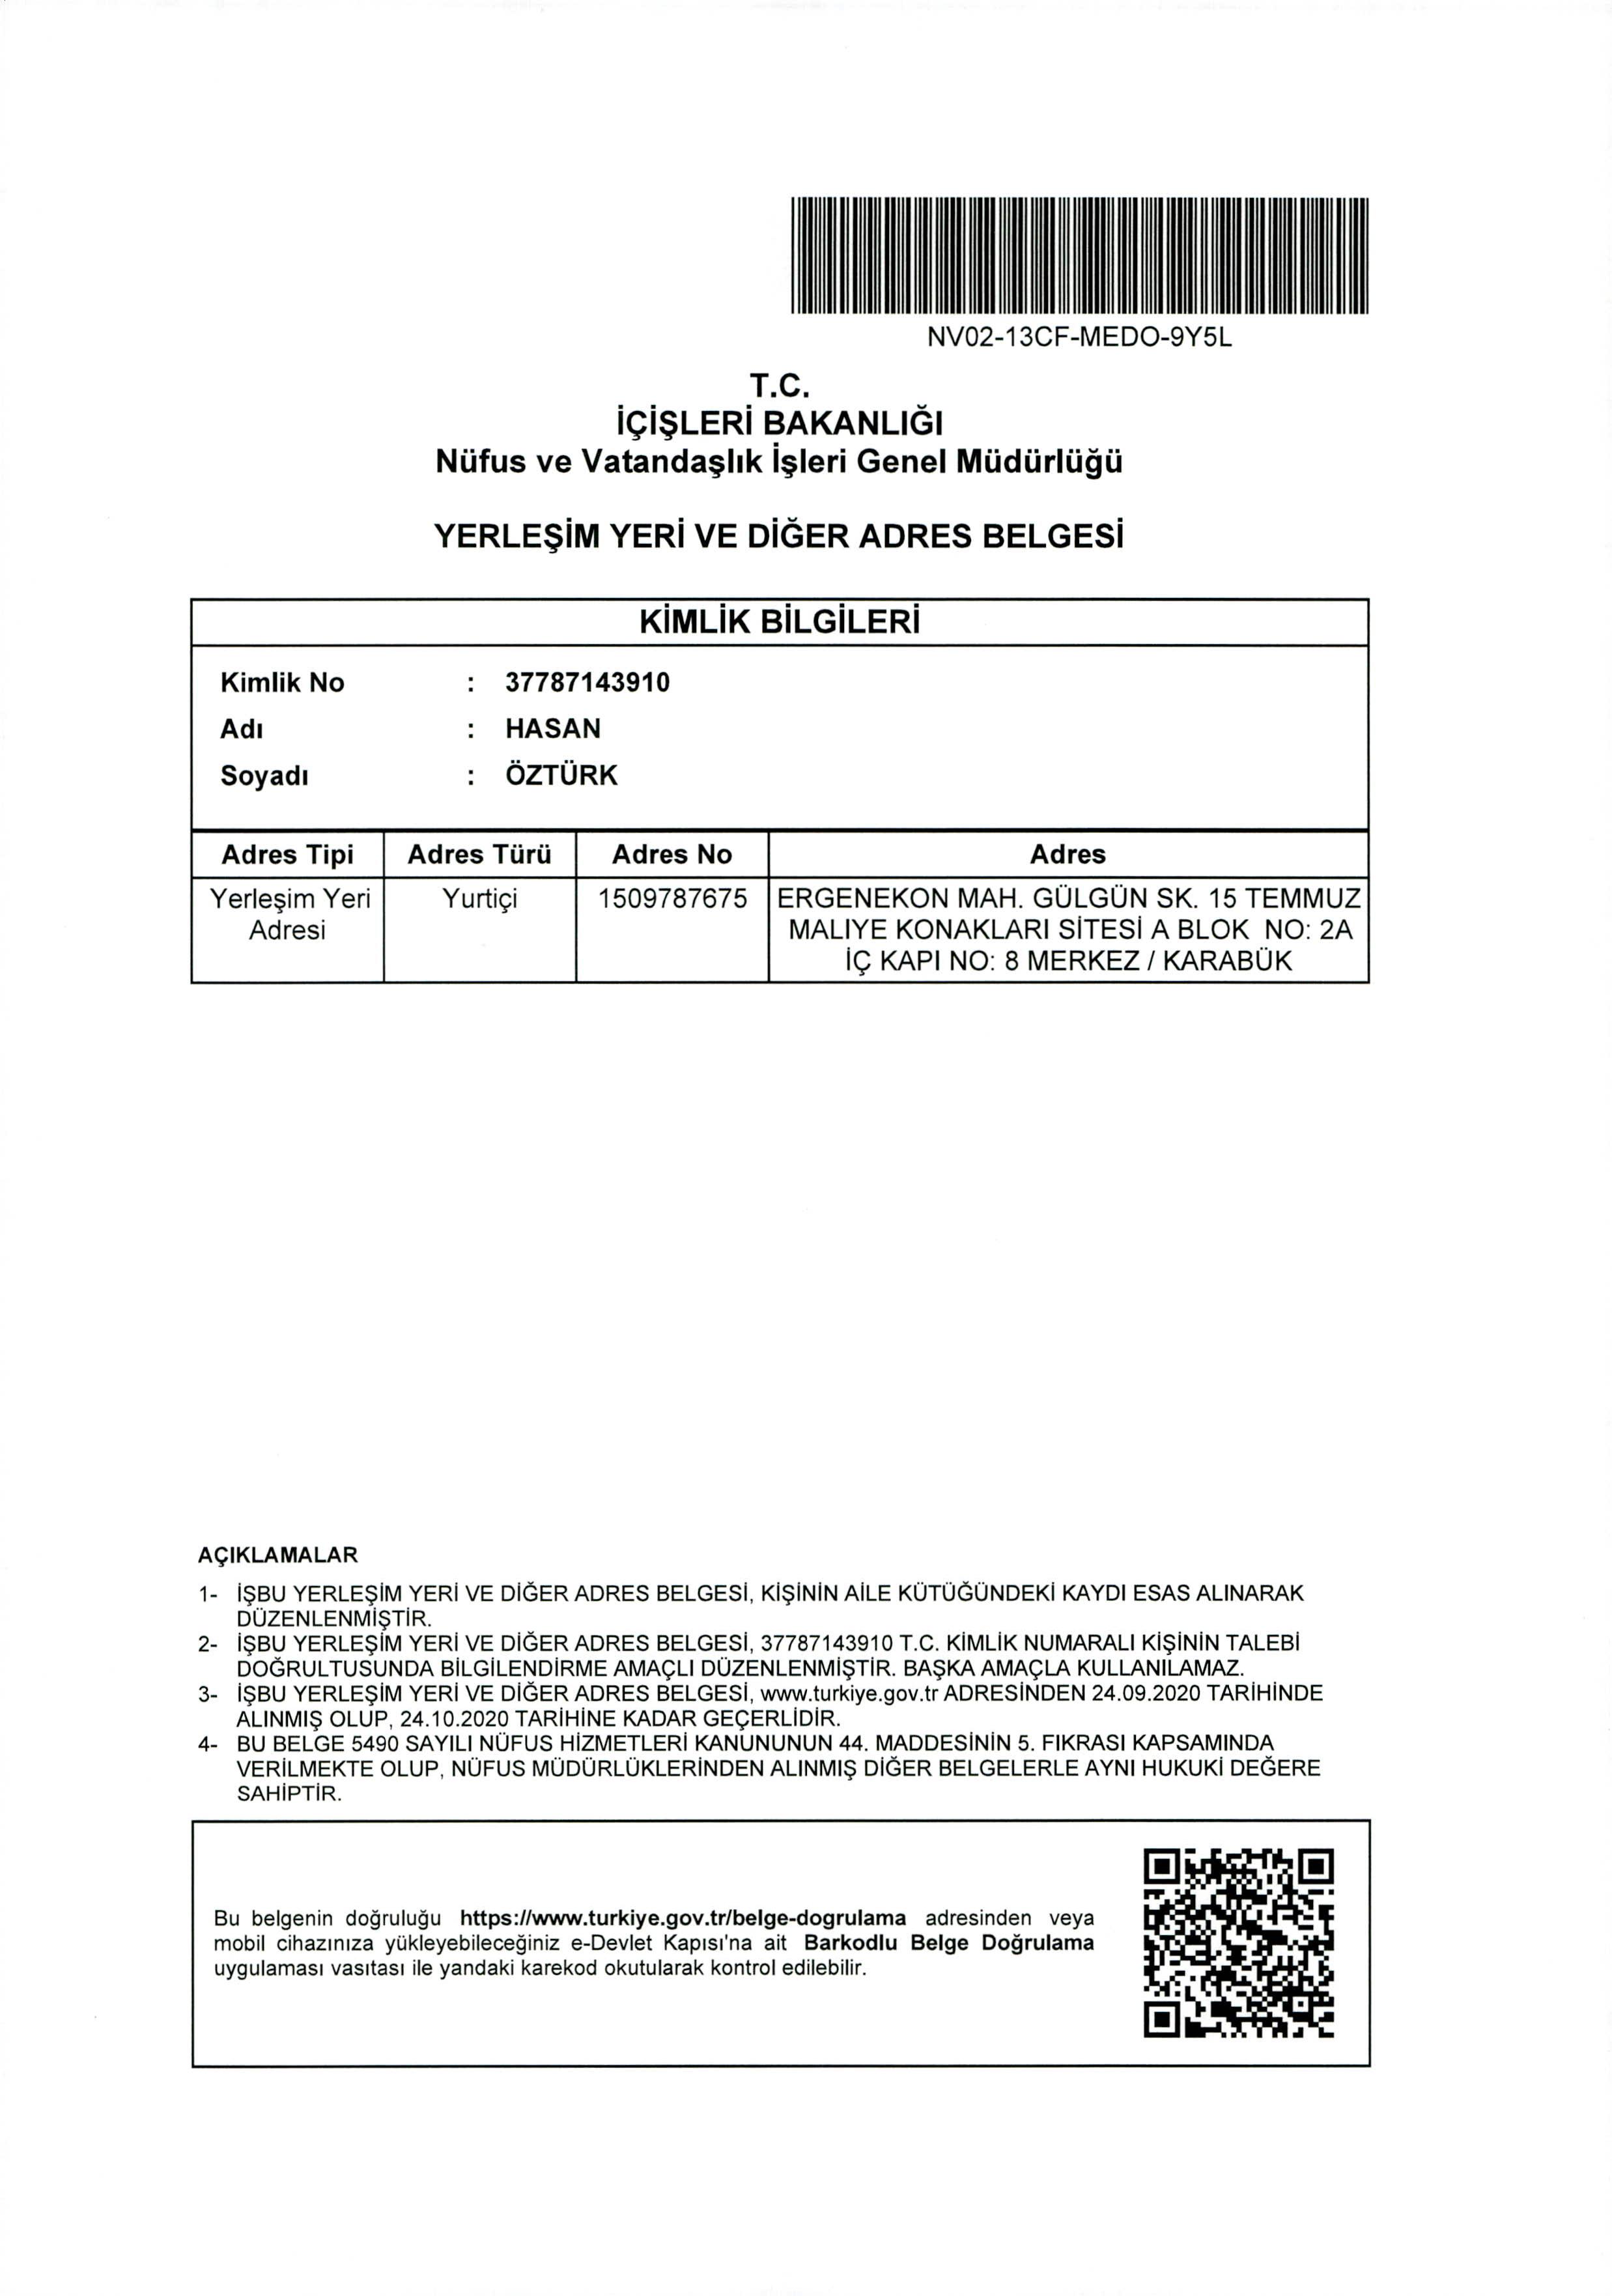 NV02-13CF-MEDO-9Y5L
T.C.
İÇİŞLERİ BAKANLIĞI
Nüfus ve Vatandaşlık İşleri Genel Müdürlüğü
YERLEŞİM YERİ VE DİĞER ADRES BELGESİ
KİMLİK BİLGİLERİ
Kimlik No : 37787143910
Adı : HASAN
Soyadı : ÖZTÜRK
Adres Tipi Adres Türü Adres No Adres
Yerleşim Yeri Yurtiçi 1509787675 ERGENEKON MAH. GÜLGÜN SK. 15 TEMMUZ
Adresi MALIYE KONAKLARI SİTESİ A BLOK NO: 2A
İÇ KAPI NO: 8 MERKEZ / KARABÜK
AÇIKLAMALAR
1- İŞBU YERLEŞİM YERİ VE DİĞER ADRES BELGESİ, KİŞİNİN AİLE KÜTÜĞÜNDEKİ KAYDI ESAS ALINARAK
DÜZENLENMİŞTİR.
2- İŞBU YERLEŞİM YERİ VE DİĞER ADRES BELGESİ, 37787143910 T.C. KİMLİK NUMARALI KİŞİNİN TALEBİ
DOĞRULTUSUNDA BİLGİLENDİRME AMAÇLI DÜZENLENMİŞTİR. BAŞKA AMAÇLA KULLANILAMAZ.
3- İŞBU YERLEŞİM YERİ VE DİĞER ADRES BELGESİ, www.turkiye.gov.tr ADRESİNDEN 24.09.2020 TARİHİNDE
ALINMIŞ OLUP, 24.10.2020 TARİHİNE KADAR GEÇERLİDİR.
4- BU BELGE 5490 SAYILI NÜFUS HİZMETLERİ KANUNUNUN 44. MADDESİNİN 5. FIKRASI KAPSAMINDA
VERİLMEKTE OLUP, NÜFUS MÜDÜRLÜKLERİNDEN ALINMIŞ DİĞER BELGELERLE AYNI HUKUKİ DEĞERE
SAHİPTİR.
Bu belgenin doğruluğu https://www.turkiye.gov.tr/belge-dogrulama adresinden veya
mobil cihazınıza yükleyebileceğiniz e-Devlet Kapısı'na ait Barkodlu Belge Doğrulama
uygulaması vasıtası ile yandaki karekod okutularak kontrol edilebilir.